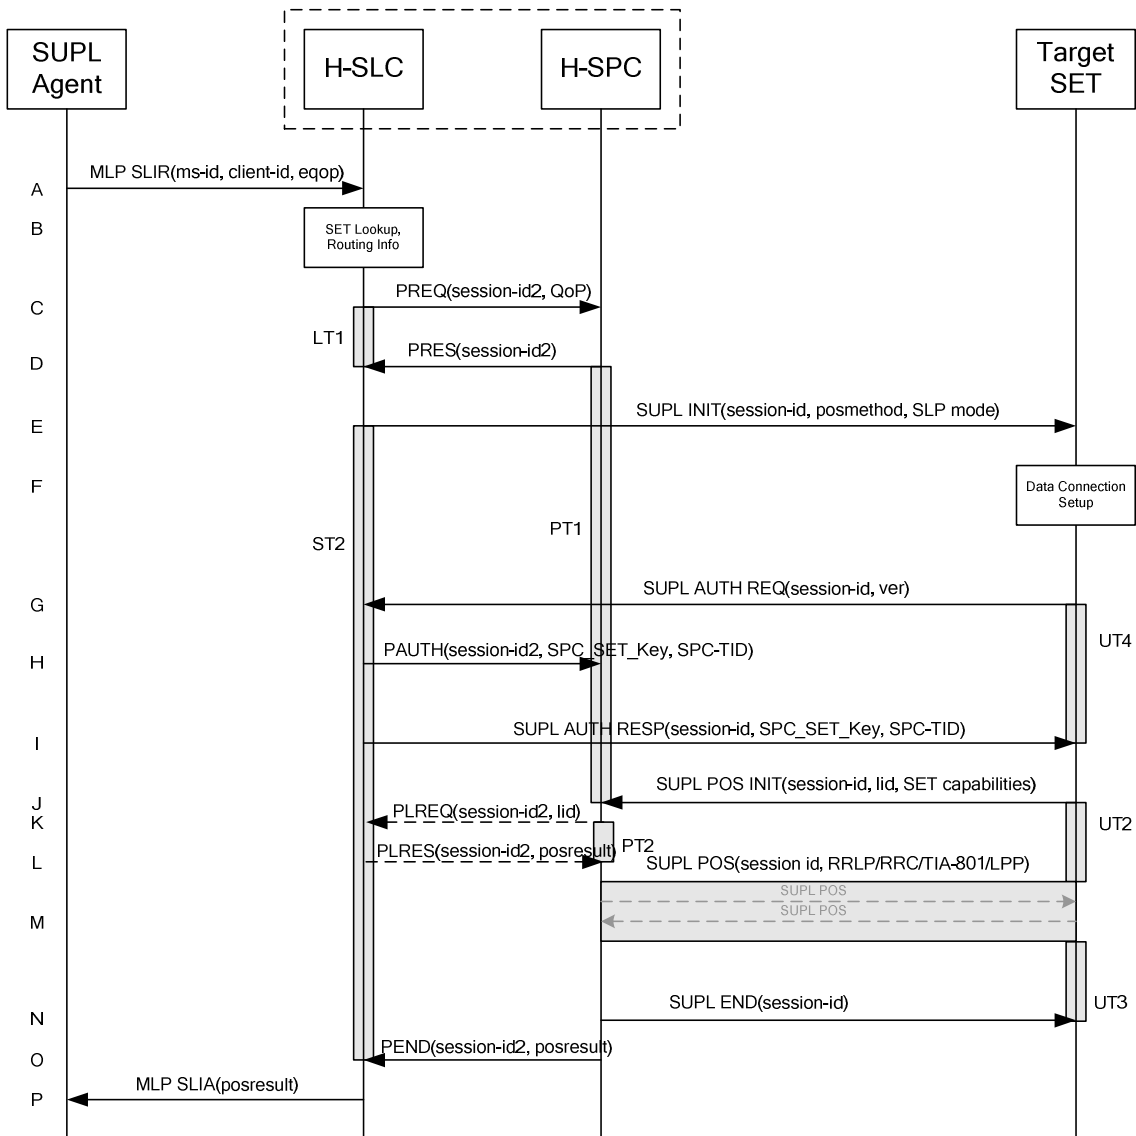 SUPL
Agent
H-SLC
H-SPC
Target
SET
MLP SLIR(ms-id, client-id, eqop)
A
B
SET Lookup,
Routing Info
PREQ(session-id2, QoP)
C
LT1
PRES(session-id2)
D
SUPL INIT(session-id, posmethod, SLP mode)
E
F
Data Connection
Setup
PT1
ST2
SUPL AUTH REQ(session-id, ver)
G
UT4
PAUTH(session-id2, SPC_SET_Key, SPC-TID)
H
SUPL AUTH RESP(session-id, SPC_SET_Key, SPC-TID)
I
SUPL POS INIT(session-id, lid, SET capabilities)
J
PLREQ(session-id2, lid)
K
UT2
PT2
PLRES(session-id2, posresult)
L
SUPL POS(session id, RRLP/RRC/TIA-801/LPP)
SUPL POS
SUPL POS
M
SUPL END(session-id)
UT3
N
PEND(session-id2, posresult)
O
MLP SLIA(posresult)
P